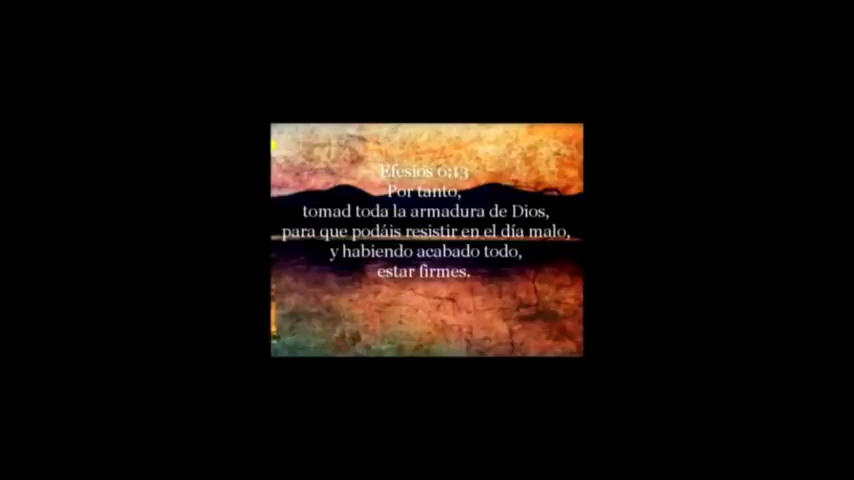 Efesios 6:13
Por tanto,
tomad toda la armadura de Dios,
para que podáis resistir en el día malo,
y habiendo acabado todo,
estar firmes.